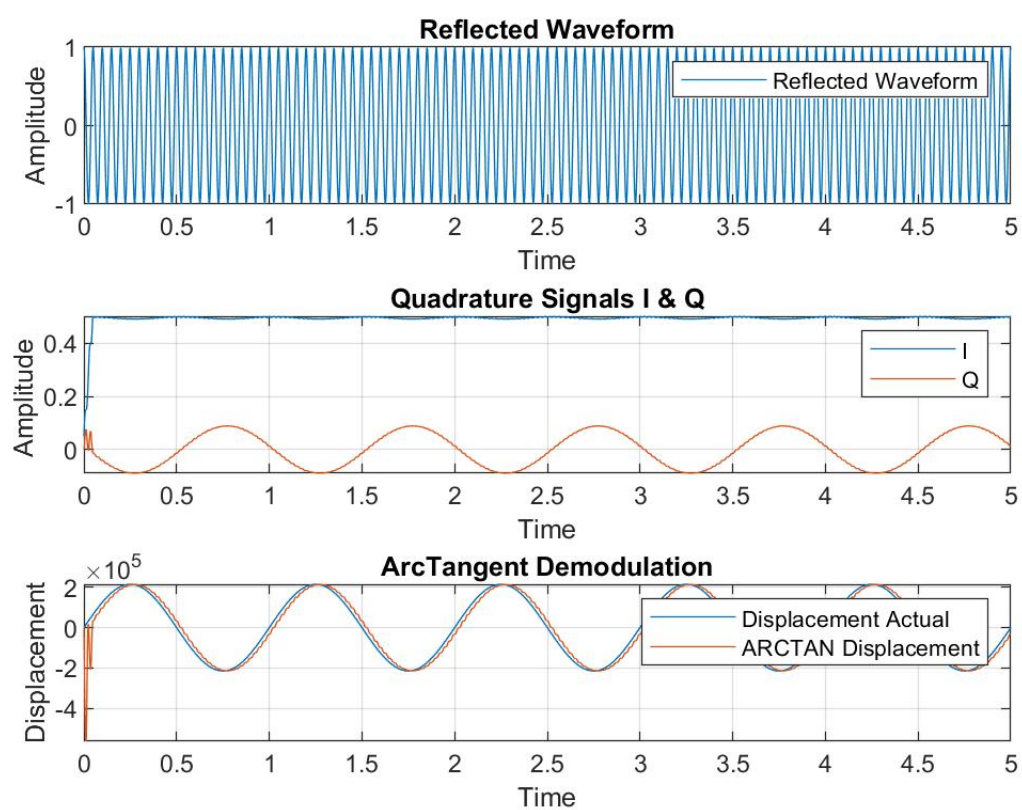 Reflected Waveform
1
0
-1
Amplitude
Reflected Waveform
0 0.5 1 1.5 2 2.5 3 3.5 4 4.5 5
Time
Quadrature Signals I & Q
0.4
0.2
0
Amplitude
I
Q
0 0.5 1 1.5 2 2.5 3 3.5 4 4.5 5
Time
ArcTangent Demodulation
×10^5
2
0
-2
-4
Displacement
Displacement Actual
ARCTAN Displacement
0 0.5 1 1.5 2 2.5 3 3.5 4 4.5 5
Time